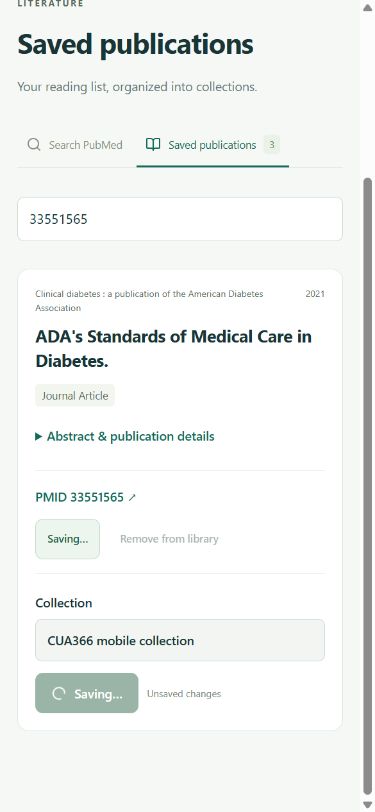 LITERATURE
Saved publications
Your reading list, organized into collections.
Search PubMed
Saved publications 3
33551565
Clinical diabetes : a publication of the American Diabetes
Association
2021
ADA's Standards of Medical Care in
Diabetes.
Journal Article
Abstract & publication details
PMID 33551565 ↗
Saving...
Remove from library
Collection
CUA366 mobile collection
Saving...
Unsaved changes